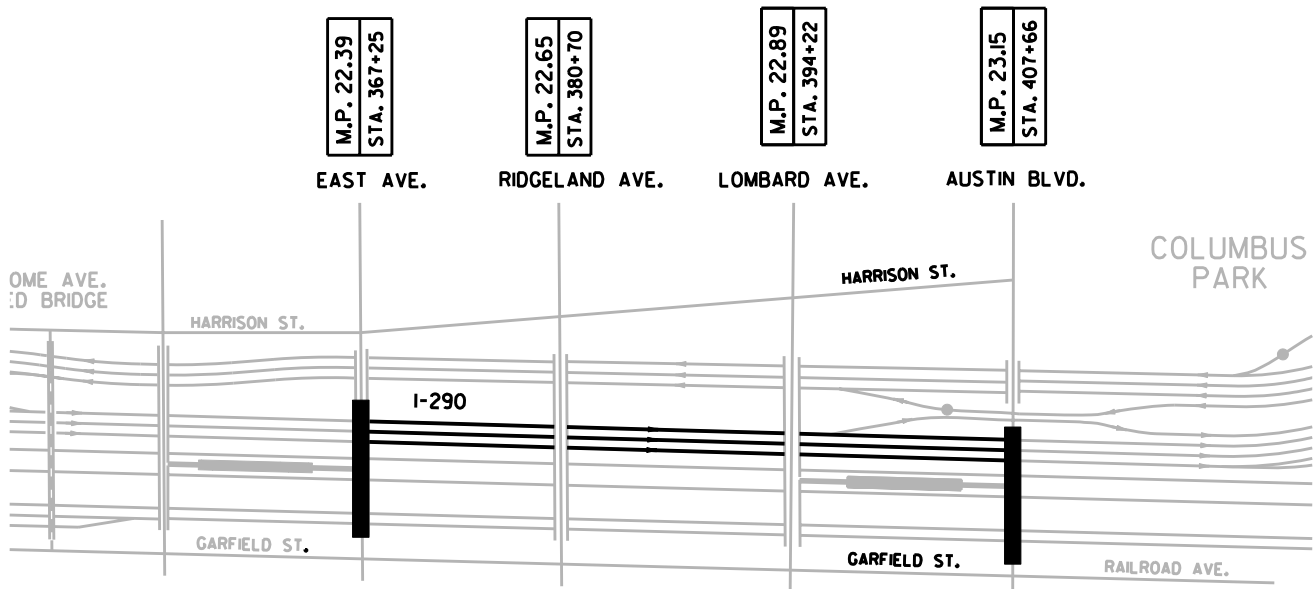 M.P. 22.39
STA. 367+25
M.P. 22.65
STA. 380+70
M.P. 22.89
STA. 394+22
M.P. 23.15
STA. 407+66
EAST AVE.
RIDGELAND AVE.
LOMBARD AVE.
AUSTIN BLVD.
COLUMBUS
PARK
OME AVE.
ED BRIDGE
HARRISON ST.
HARRISON ST.
I-290
GARFIELD ST.
GARFIELD ST.
RAILROAD AVE.